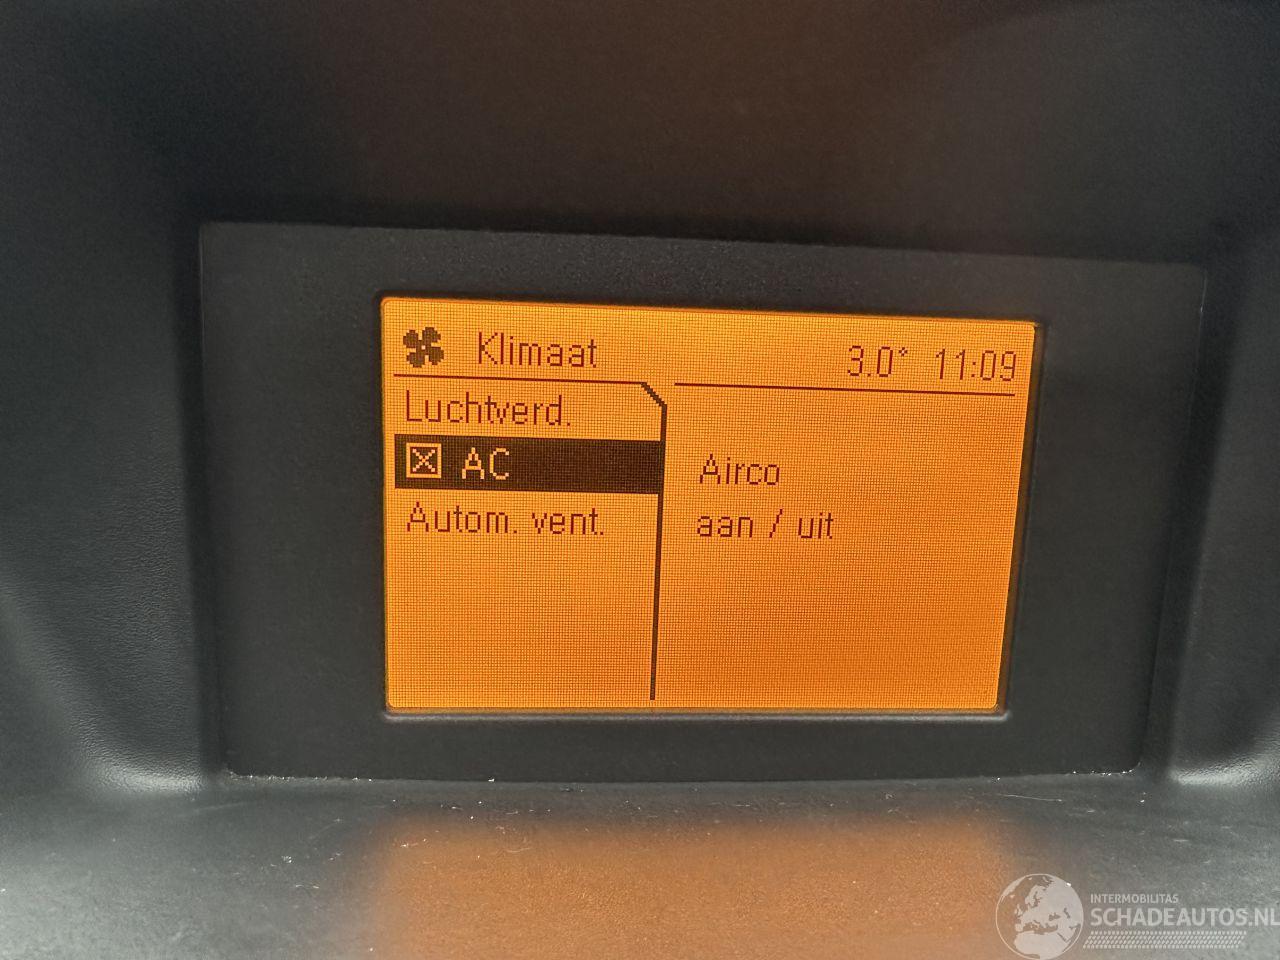 Klimaat 3.0° 11:09
Luchtverd.
AC
Autom. vent.
Airco
aan / uit
INTERMOBILITAS
SCHADEAUTOS.NL